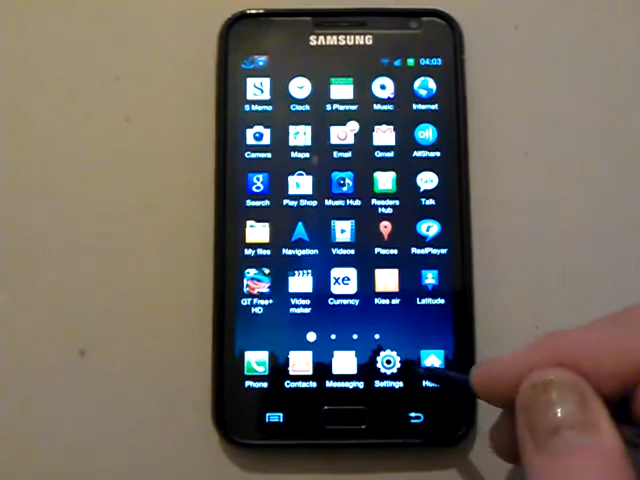 SAMSUNG
04:03
S Memo Clock S Planner Music Internet
Camera Maps Email Gmail AllShare
Search Play Shop Music Hub Readers Hub Talk
My files Navigation Videos Places RealPlayer
xe
GT Free+ HD Video maker Currency Kies air Latitude
Phone Contacts Messaging Settings